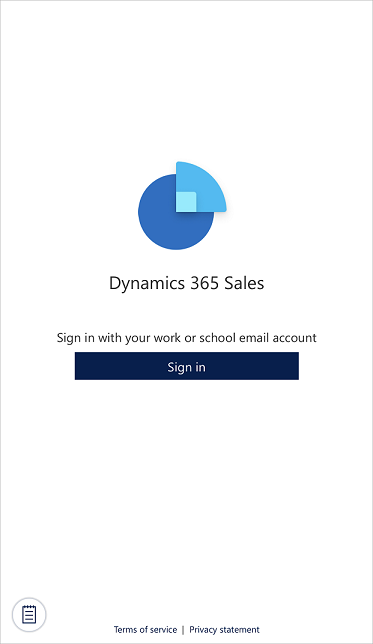 Dynamics 365 Sales
Sign in with your work or school email account
Sign in
Terms of service | Privacy statement